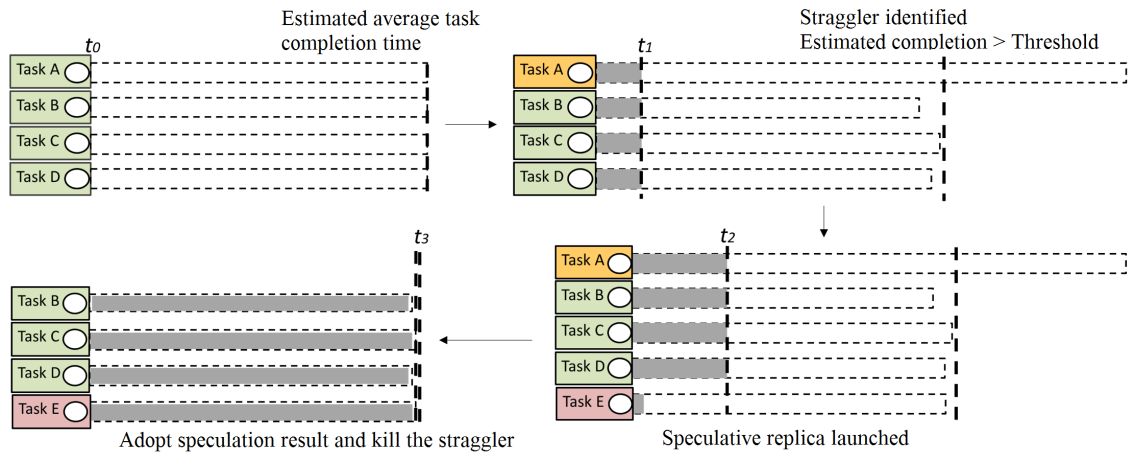 Estimated average task
completion time
t0
Task A
Task B
Task C
Task D
Straggler identified
Estimated completion > Threshold
t1
Task A
Task B
Task C
Task D
t2
Task A
Task B
Task C
Task D
Task E
Speculative replica launched
t3
Task B
Task C
Task D
Task E
Adopt speculation result and kill the straggler